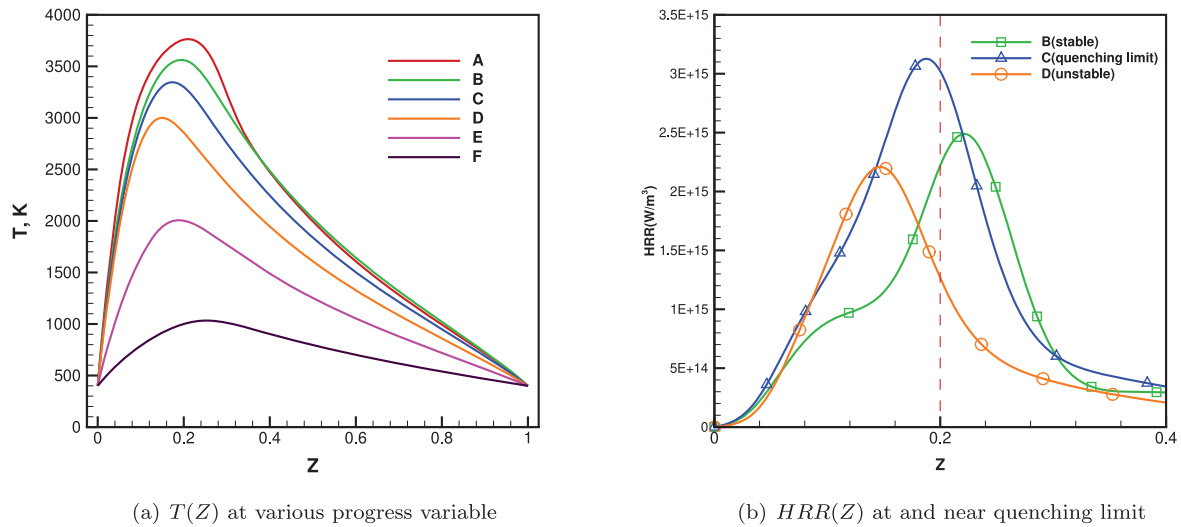 4000
3500
3000
2500
2000
1500
1000
500
0
T, K
0
0.2
0.4
0.6
0.8
1
Z
A
B
C
D
E
F
(a) T(Z) at various progress variable
3.5E+15
3E+15
2.5E+15
2E+15
1.5E+15
1E+15
5E+14
0
HRR(W/m³)
0
0.2
0.4
Z
B(stable)
C(quenching limit)
D(unstable)
(b) HRR(Z) at and near quenching limit